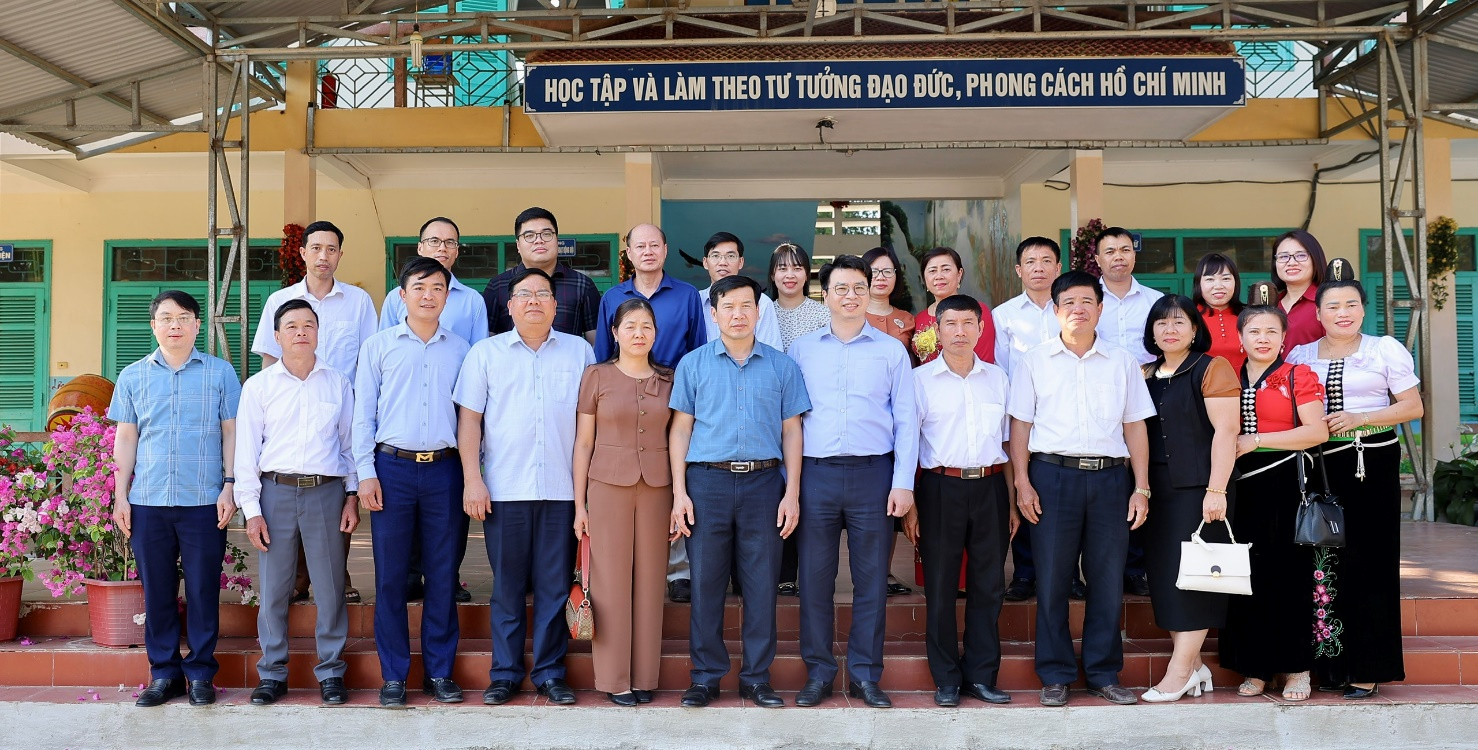 HỌC TẬP VÀ LÀM THEO TƯ TƯỞNG ĐẠO ĐỨC, PHONG CÁCH HỒ CHÍ MINH